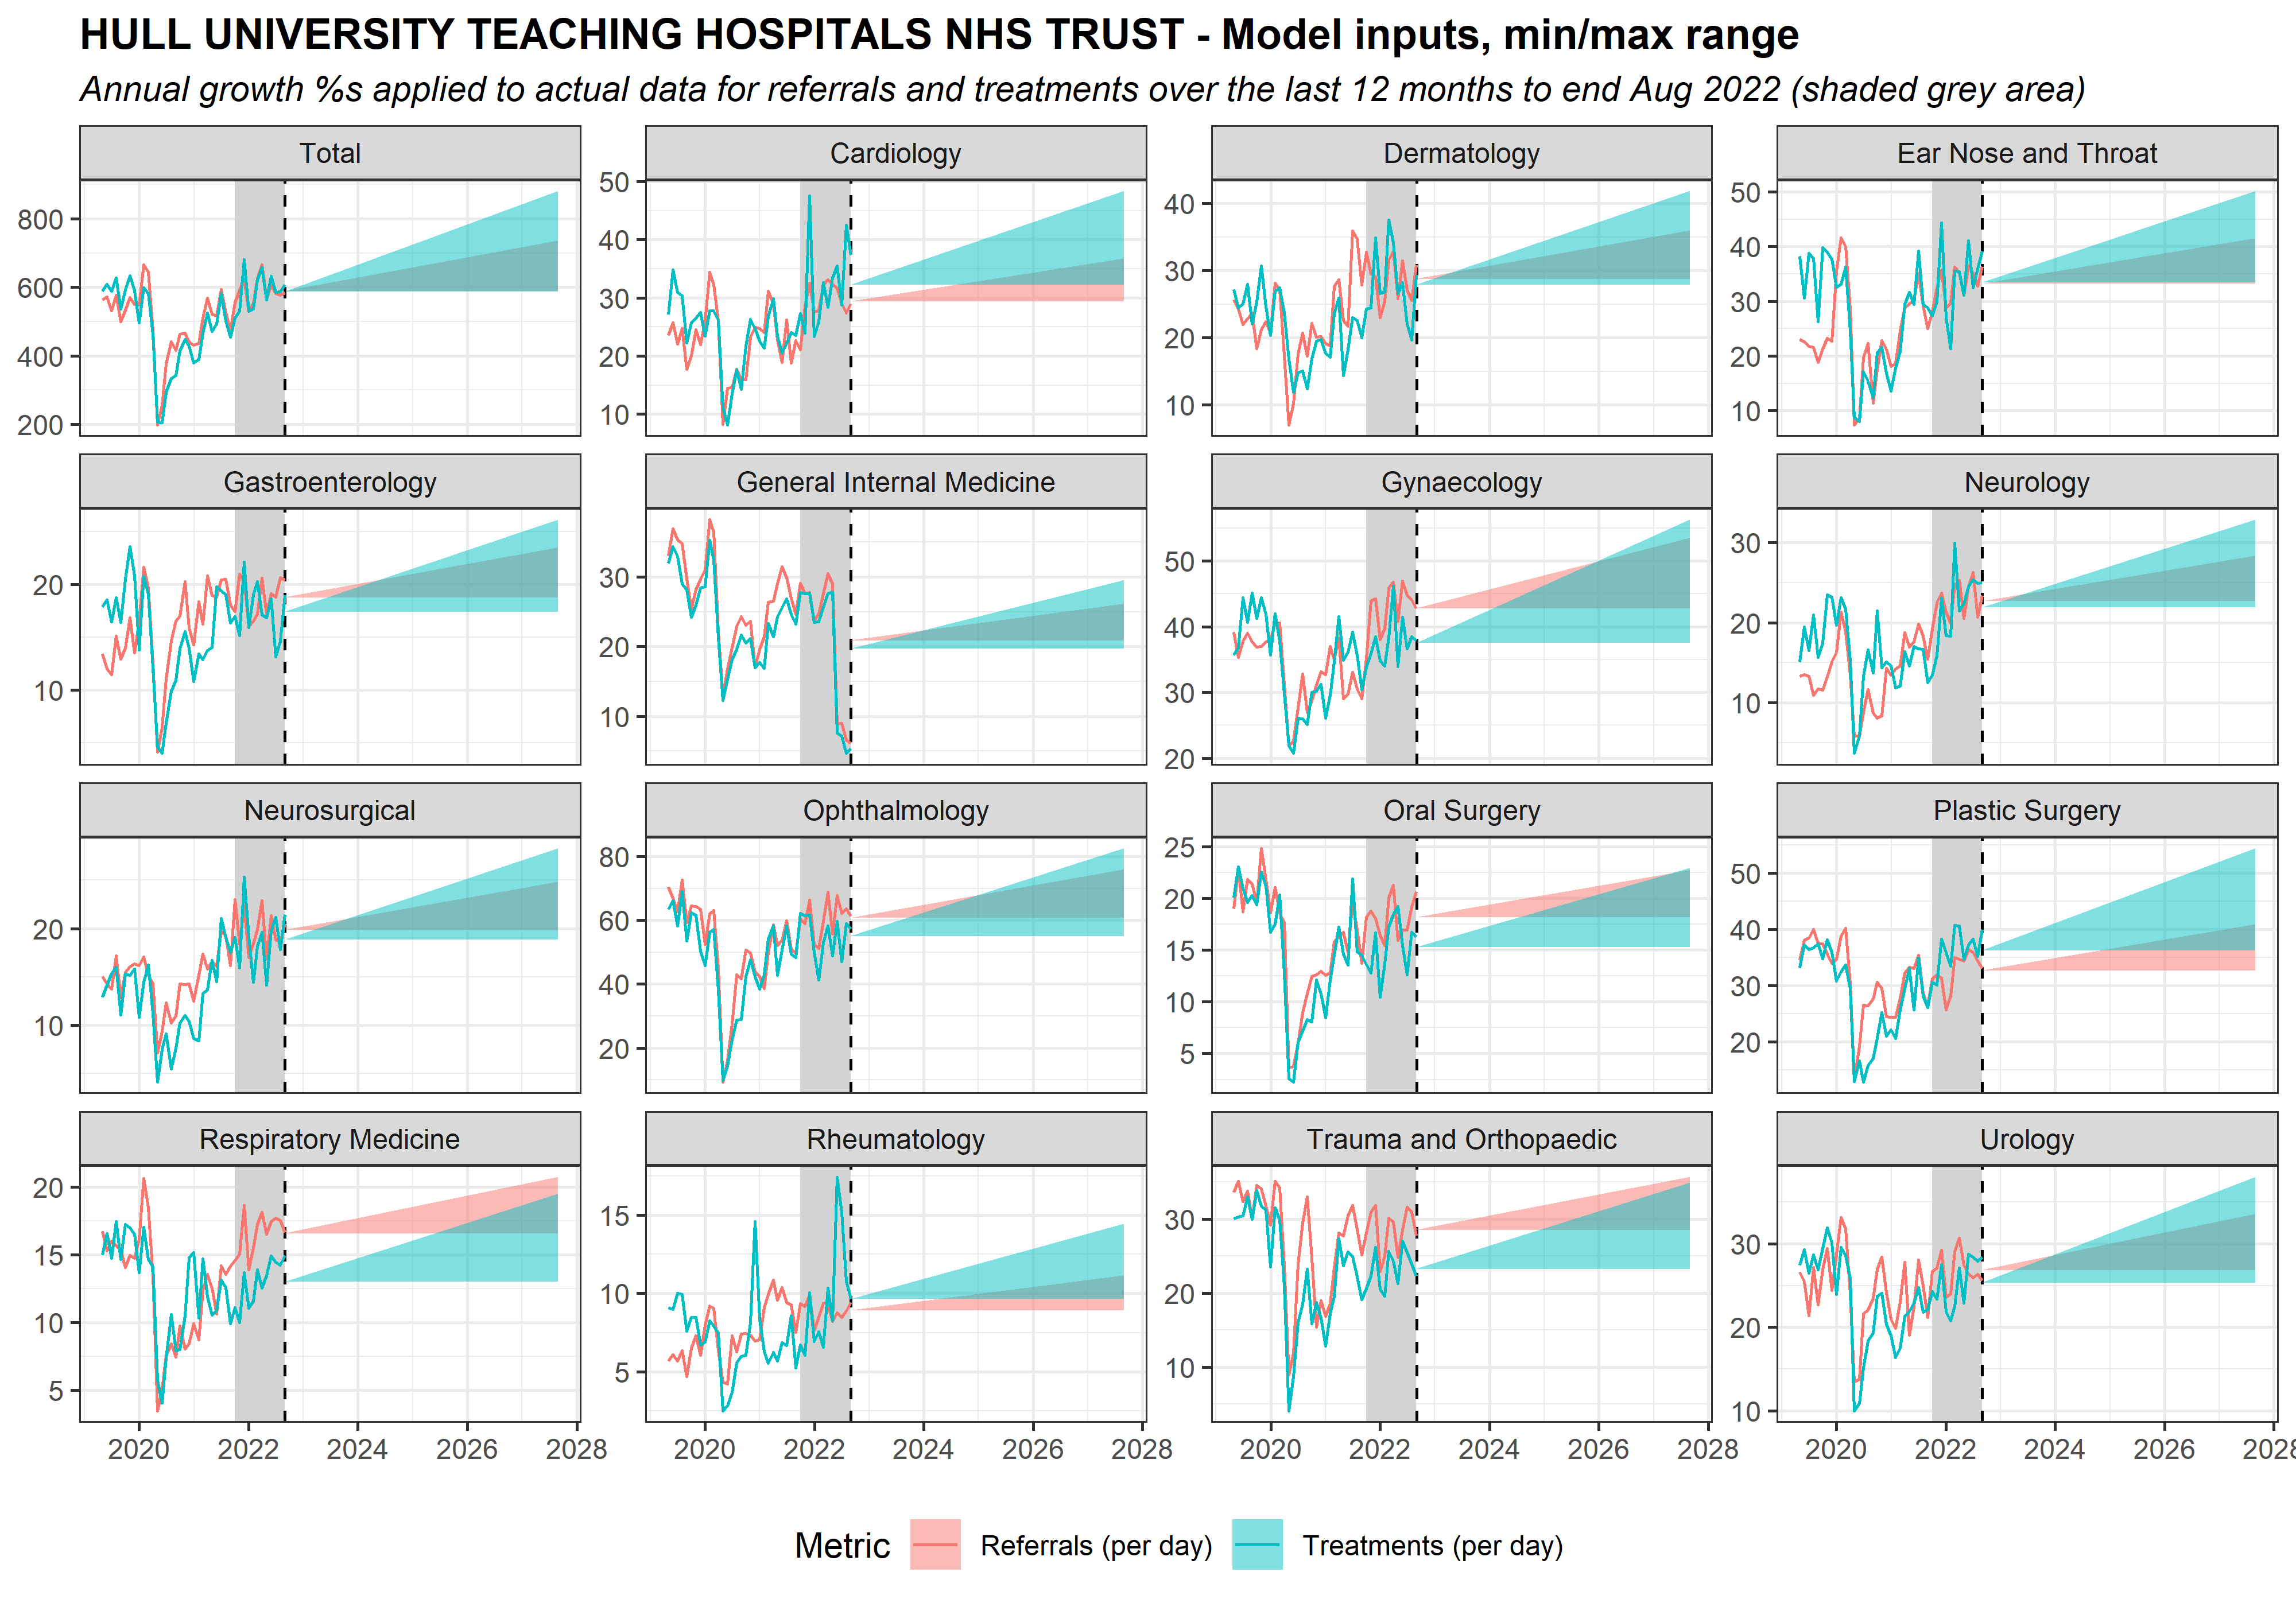 HULL UNIVERSITY TEACHING HOSPITALS NHS TRUST - Model inputs, min/max range
Annual growth %s applied to actual data for referrals and treatments over the last 12 months to end Aug 2022 (shaded grey area)
Total
800
600
400
200
Cardiology
50
40
30
20
10
Dermatology
40
30
20
10
Ear Nose and Throat
50
40
30
20
10
Gastroenterology
20
10
General Internal Medicine
30
20
10
Gynaecology
50
40
30
20
Neurology
30
20
10
Neurosurgical
20
10
Ophthalmology
80
60
40
20
Oral Surgery
25
20
15
10
5
Plastic Surgery
50
40
30
20
Respiratory Medicine
20
15
10
5
Rheumatology
15
10
5
Trauma and Orthopaedic
30
20
10
Urology
30
20
10
2020 2022 2024 2026 2028
2020 2022 2024 2026 2028
2020 2022 2024 2026 2028
2020 2022 2024 2026 2028
Metric Referrals (per day) Treatments (per day)